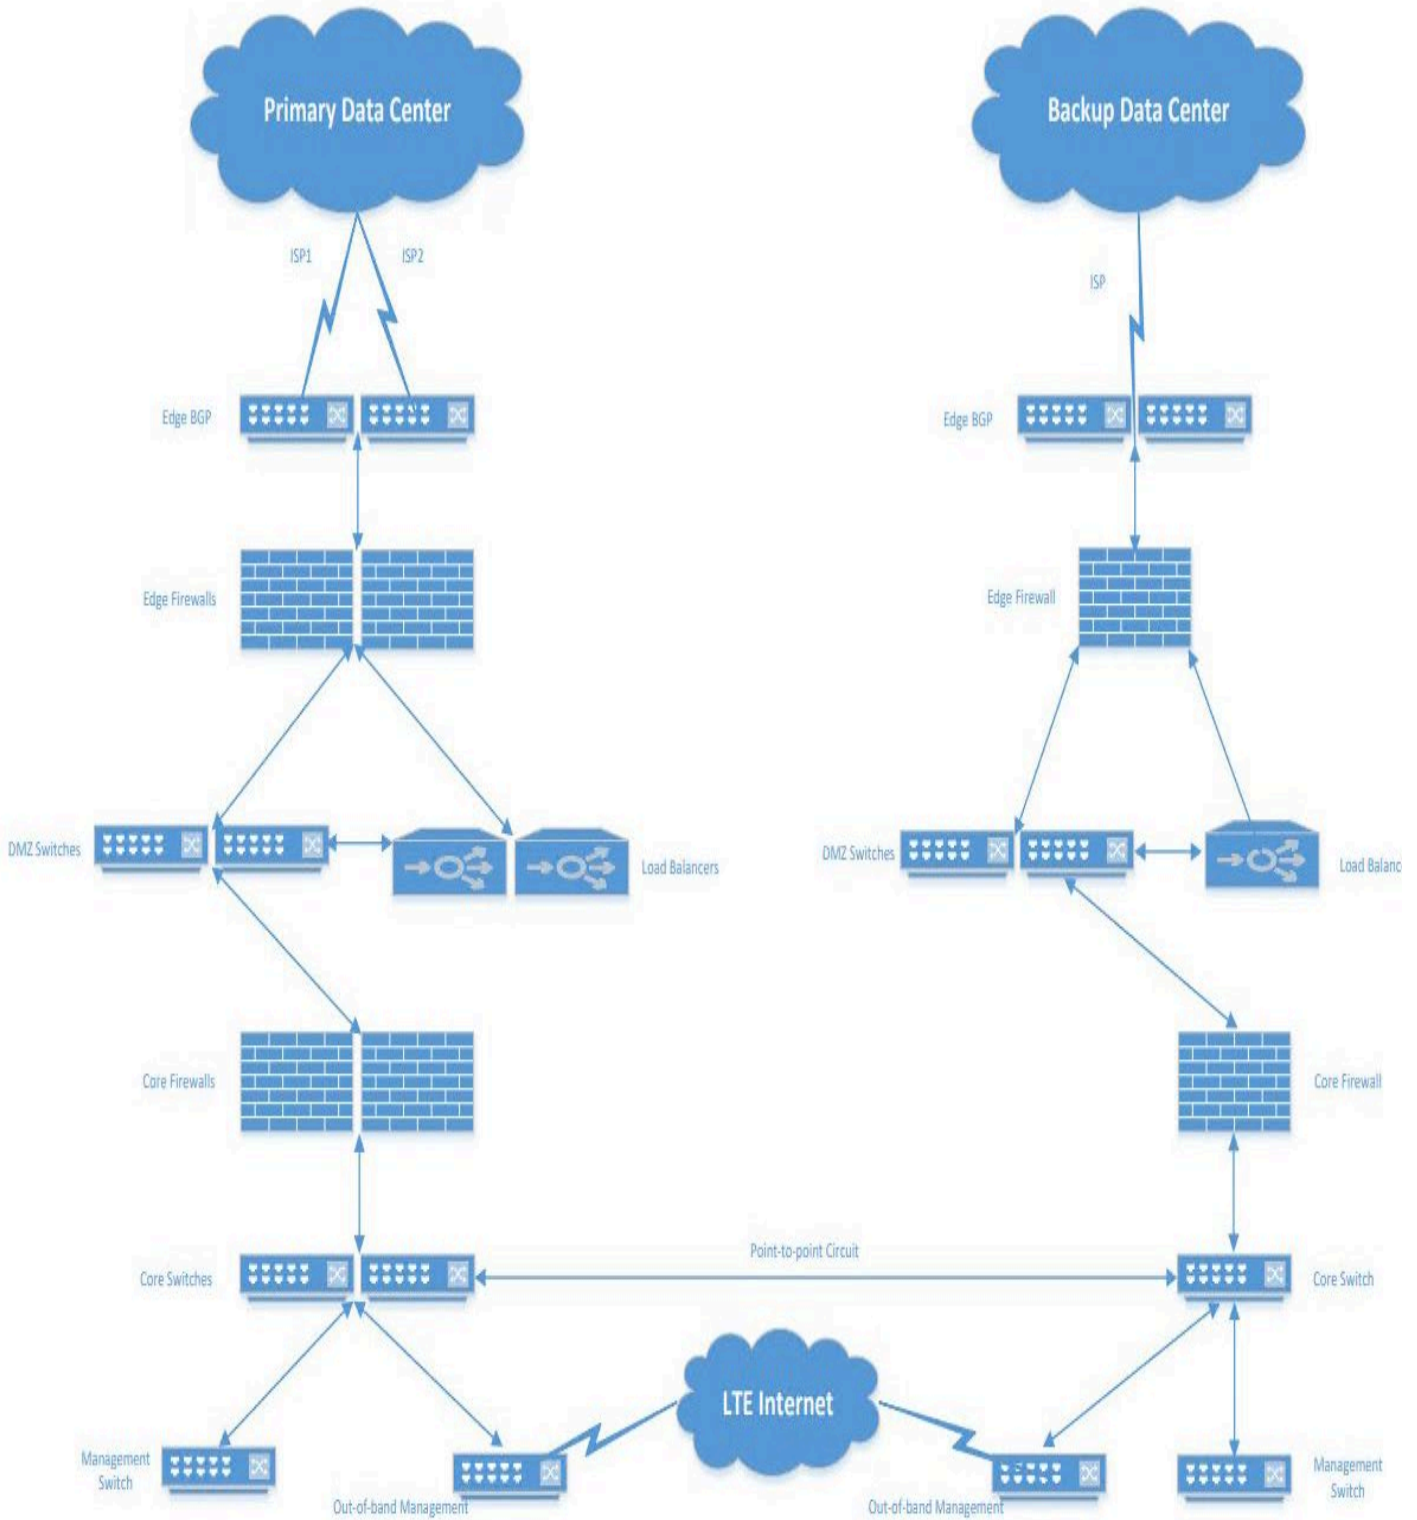 Primary Data Center
Backup Data Center
ISP1
ISP2
ISP
Edge BGP
Edge BGP
Edge Firewalls
Edge Firewall
DMZ Switches
Load Balancers
DMZ Switches
Load Balance
Core Firewalls
Core Firewall
Core Switches
Point-to-point Circuit
Core Switch
LTE Internet
Management
Switch
Out-of-band Management
Out-of-band Management
Management
Switch